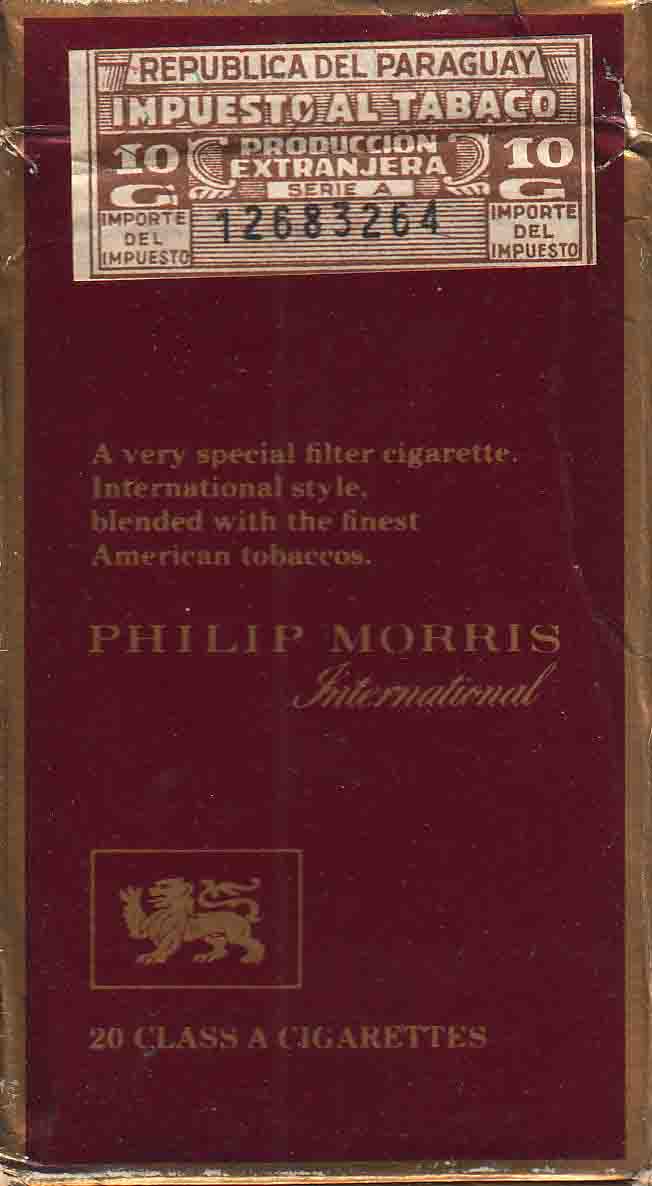 REPUBLICA DEL PARAGUAY
IMPUESTO AL TABACO
10 PRODUCCION 10
G EXTRANJERA G
SERIE A
IMPORTE DEL IMPUESTO 12683264 IMPORTE DEL IMPUESTO
A very special filter cigarette.
International style,
blended with the finest
American tobaccos.
PHILIP MORRIS
International
20 CLASS A CIGARETTES